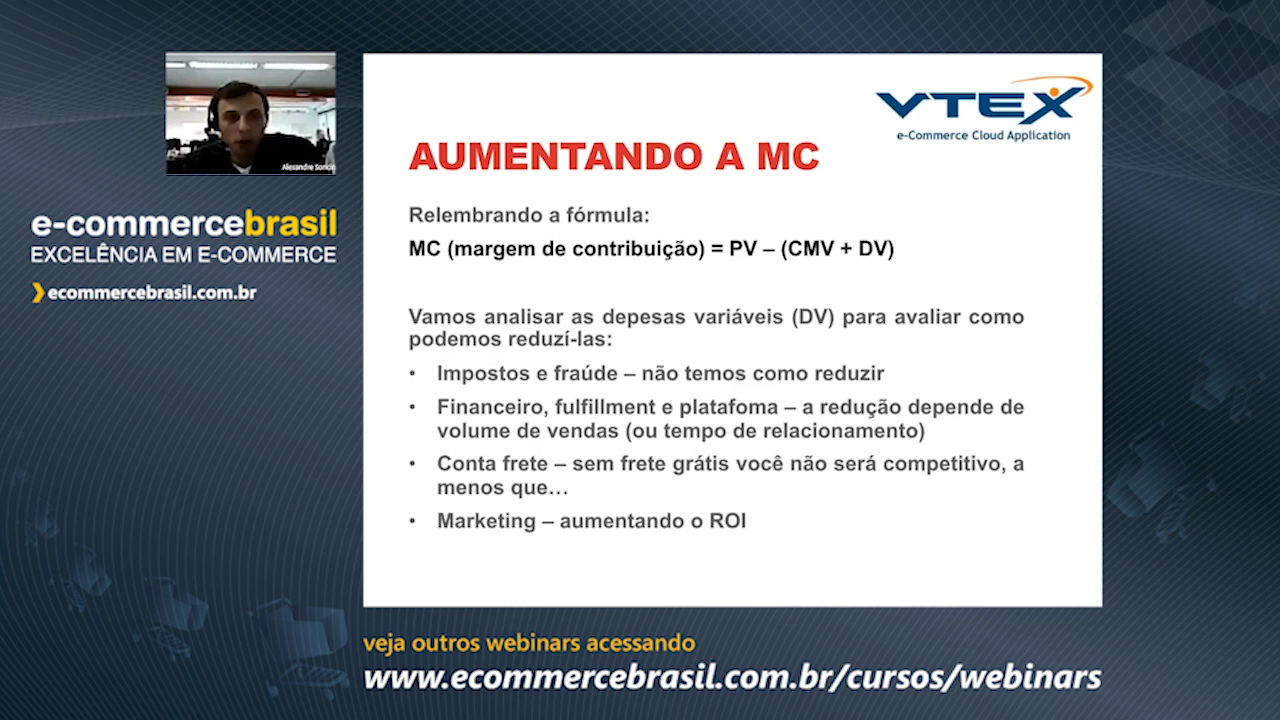 Alexandre Soncin
e-commercebrasil
EXCELÊNCIA EM E-COMMERCE
ecommercebrasil.com.br
VTEX
e-Commerce Cloud Application
AUMENTANDO A MC
Relembrando a fórmula:
MC (margem de contribuição) = PV – (CMV + DV)
Vamos analisar as depesas variáveis (DV) para avaliar como
podemos reduzí-las:
• Impostos e fraúde – não temos como reduzir
• Financeiro, fulfillment e platafoma – a redução depende de
volume de vendas (ou tempo de relacionamento)
• Conta frete – sem frete grátis você não será competitivo, a
menos que…
• Marketing – aumentando o ROI
veja outros webinars acessando
www.ecommercebrasil.com.br/cursos/webinars